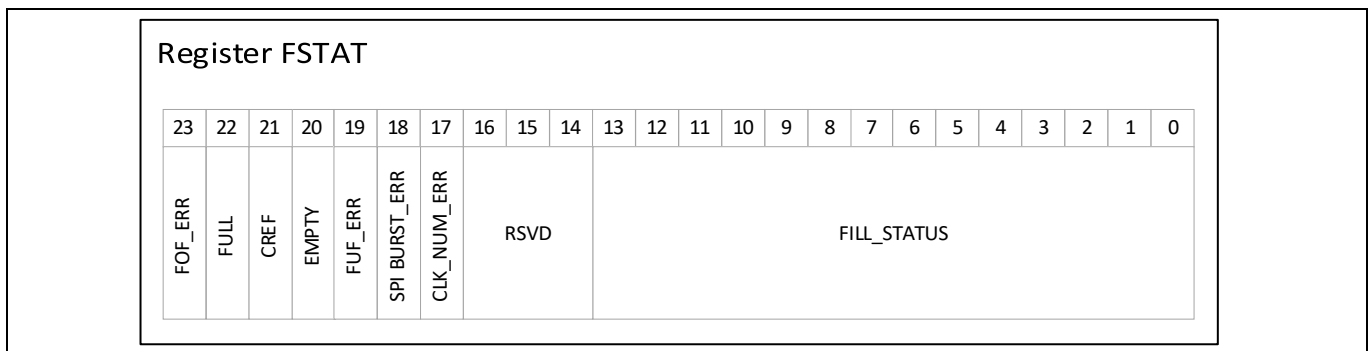 Register FSTAT
23 22 21 20 19 18 17 16 15 14 13 12 11 10 9 8 7 6 5 4 3 2 1 0
FOF_ERR FULL CREF EMPTY FUF_ERR SPI BURST_ERR CLK_NUM_ERR RSVD FILL_STATUS